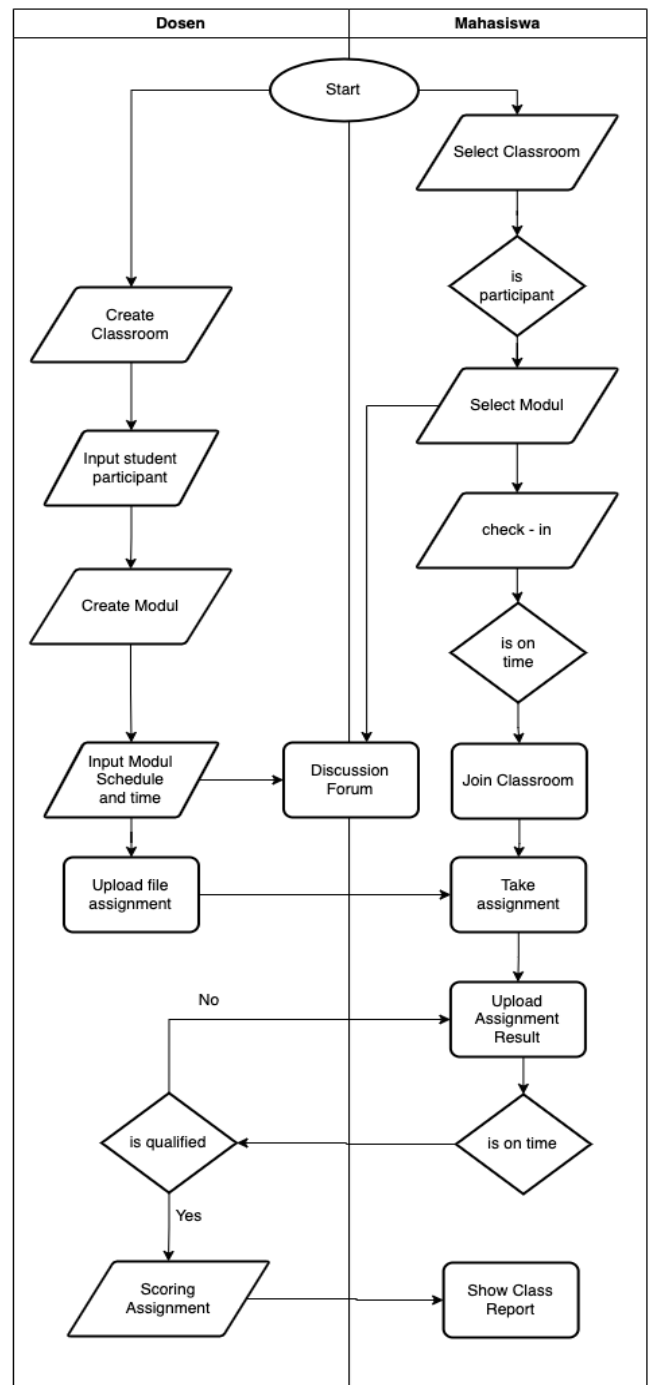 Dosen
Mahasiswa
Start
Select Classroom
is
participant
Create
Classroom
Select Modul
Input student
participant
check - in
Create Modul
is on
time
Input Modul
Schedule
and time
Discussion
Forum
Join Classroom
Upload file
assignment
Take
assignment
No
Upload
Assignment
Result
is qualified
is on time
Yes
Scoring
Assignment
Show Class
Report